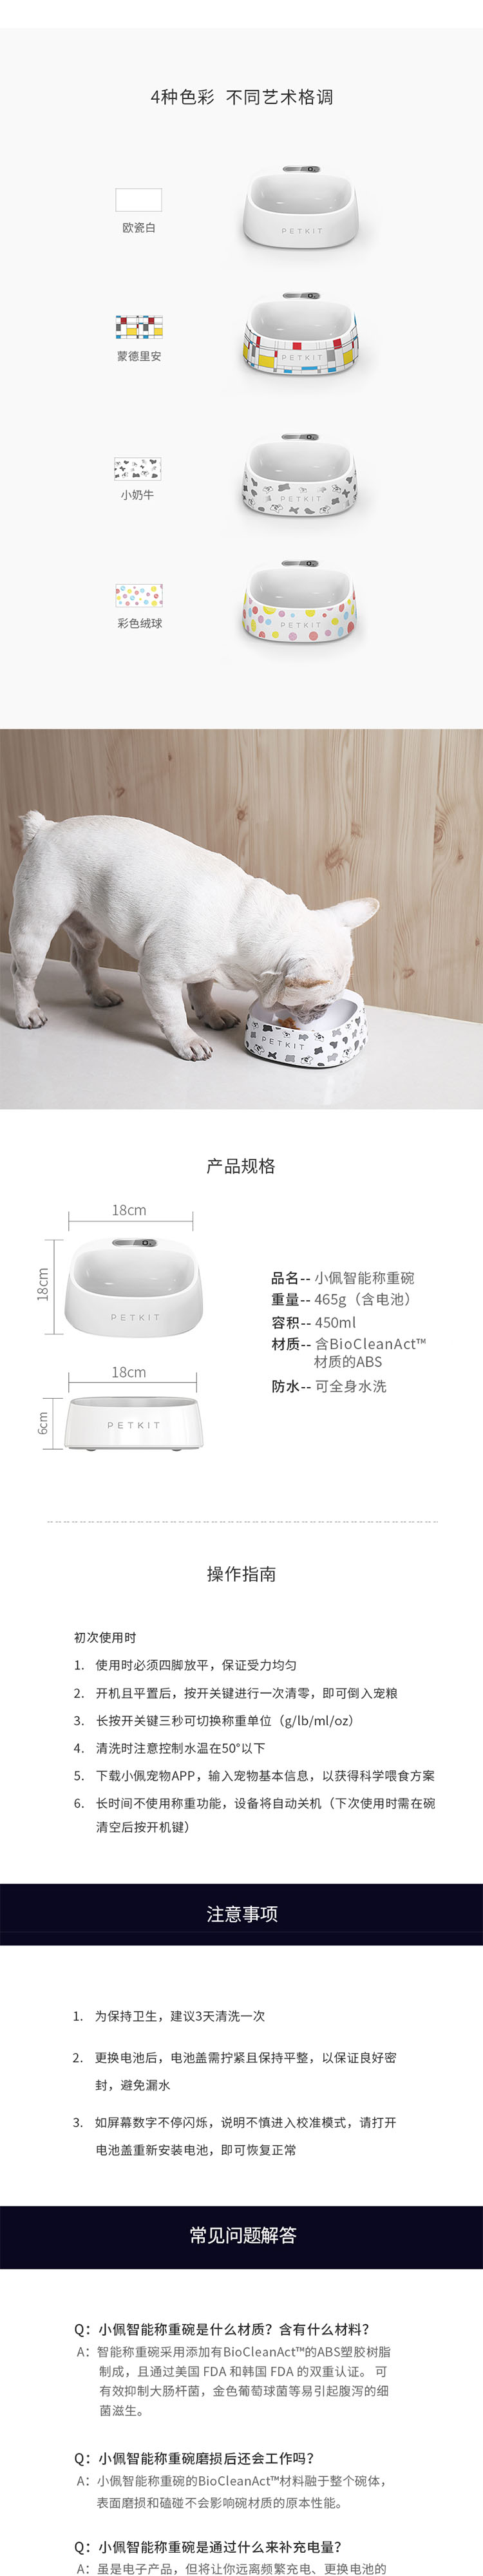 4种色彩 不同艺术格调
PETKIT
欧瓷白
PETKIT
蒙德里安
PETKIT
小奶牛
PETKIT
彩色绒球
PETKIT
产品规格
18cm
18cm
PETKIT
18cm
6cm
PETKIT
品名-- 小佩智能称重碗
重量-- 465g（含电池）
容积-- 450ml
材质-- 含BioCleanAct™
材质的ABS
防水-- 可全身水洗
操作指南
初次使用时
1. 使用时必须四脚放平，保证受力均匀
2. 开机且平置后，按开关键进行一次清零，即可倒入宠粮
3. 长按开关键三秒可切换称重单位（g/lb/ml/oz）
4. 清洗时注意控制水温在50°以下
5. 下载小佩宠物APP，输入宠物基本信息，以获得科学喂食方案
6. 长时间不使用称重功能，设备将自动关机（下次使用时需在碗
清空后按开机键）
注意事项
1. 为保持卫生，建议3天清洗一次
2. 更换电池后，电池盖需拧紧且保持平整，以保证良好密
封，避免漏水
3. 如屏幕数字不停闪烁，说明不慎进入校准模式，请打开
电池盖重新安装电池，即可恢复正常
常见问题解答
Q：小佩智能称重碗是什么材质？含有什么材料？
A：智能称重碗采用添加有BioCleanAct™的ABS塑胶树脂
制成，且通过美国 FDA 和韩国 FDA 的双重认证。 可
有效抑制大肠杆菌，金色葡萄球菌等易引起腹泻的细
菌滋生。
Q：小佩智能称重碗磨损后还会工作吗？
A：小佩智能称重碗的BioCleanAct™材料融于整个碗体，
表面磨损和磕碰不会影响碗材质的原本性能。
Q：小佩智能称重碗是通过什么来补充电量？
A：虽是电子产品，但将让你远离频繁充电、更换电池的